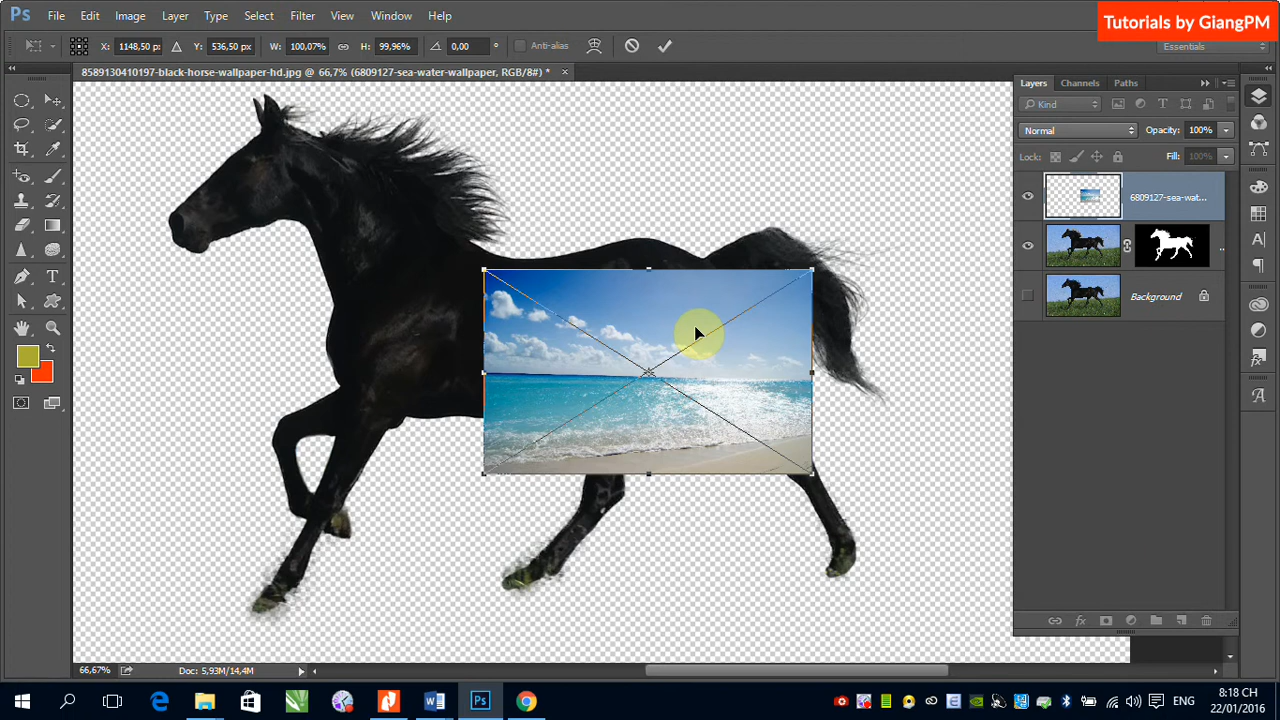 Ps File Edit Image Layer Type Select Filter View Window Help
Tutorials by GiangPM
X: 1148,50 px Y: 536,50 px W: 100,07% H: 99,96% 0,00 ° Anti-alias
Essentials
8589130410197-black-horse-wallpaper-hd.jpg @ 66,7% (6809127-sea-water-wallpaper, RGB/8#) *
Layers Channels Paths
Kind
Normal Opacity: 100%
Lock: Fill: 100%
6809127-sea-wat...
Background
66,67% Doc: 5,93M/14,4M
ENG
8:18 CH
22/01/2016